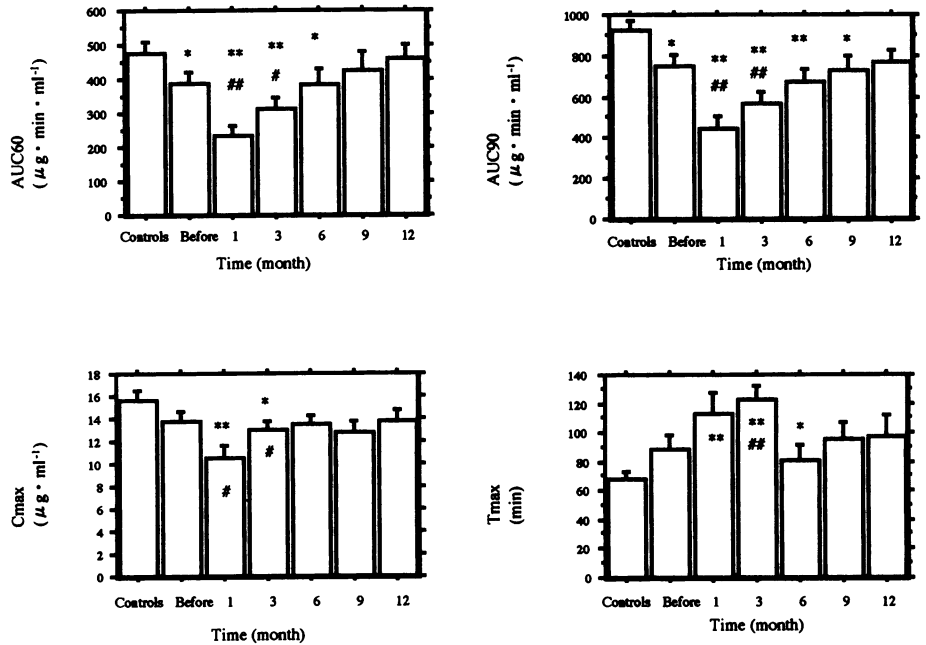 600
500
400
300
200
100
0
AUC60
(μg・min・ml⁻¹)
* ** ** *
## #
Controls Before 1 3 6 9 12
Time (month)
1000
800
600
400
200
0
AUC90
(μg・min・ml⁻¹)
* ** ** ** *
## ##
Controls Before 1 3 6 9 12
Time (month)
18
16
14
12
10
8
6
4
2
0
Cmax
(μg・ml⁻¹)
** *
# #
Controls Before 1 3 6 9 12
Time (month)
140
120
100
80
60
40
20
0
Tmax
(min)
** ** *
##
Controls Before 1 3 6 9 12
Time (month)